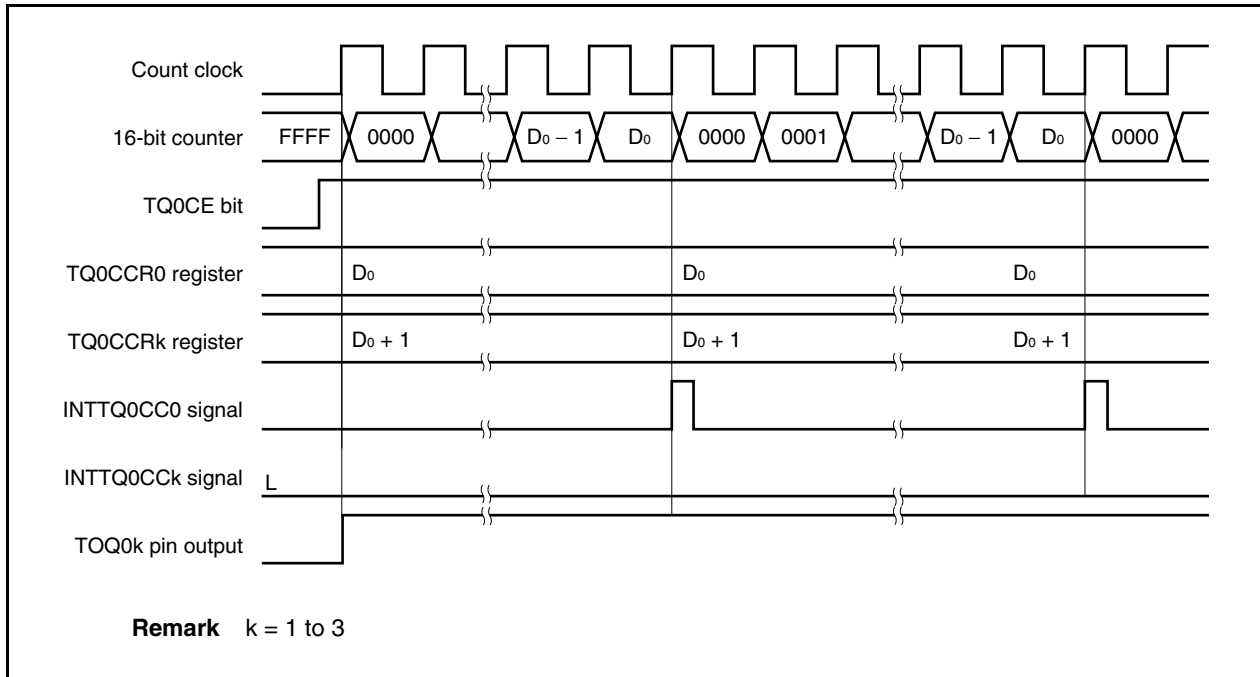 Count clock
16-bit counter FFFF 0000 D₀ − 1 D₀ 0000 0001 D₀ − 1 D₀ 0000
TQ0CE bit
TQ0CCR0 register D₀ D₀ D₀
TQ0CCRk register D₀ + 1 D₀ + 1 D₀ + 1
INTTQ0CC0 signal
INTTQ0CCk signal L
TOQ0k pin output
Remark k = 1 to 3